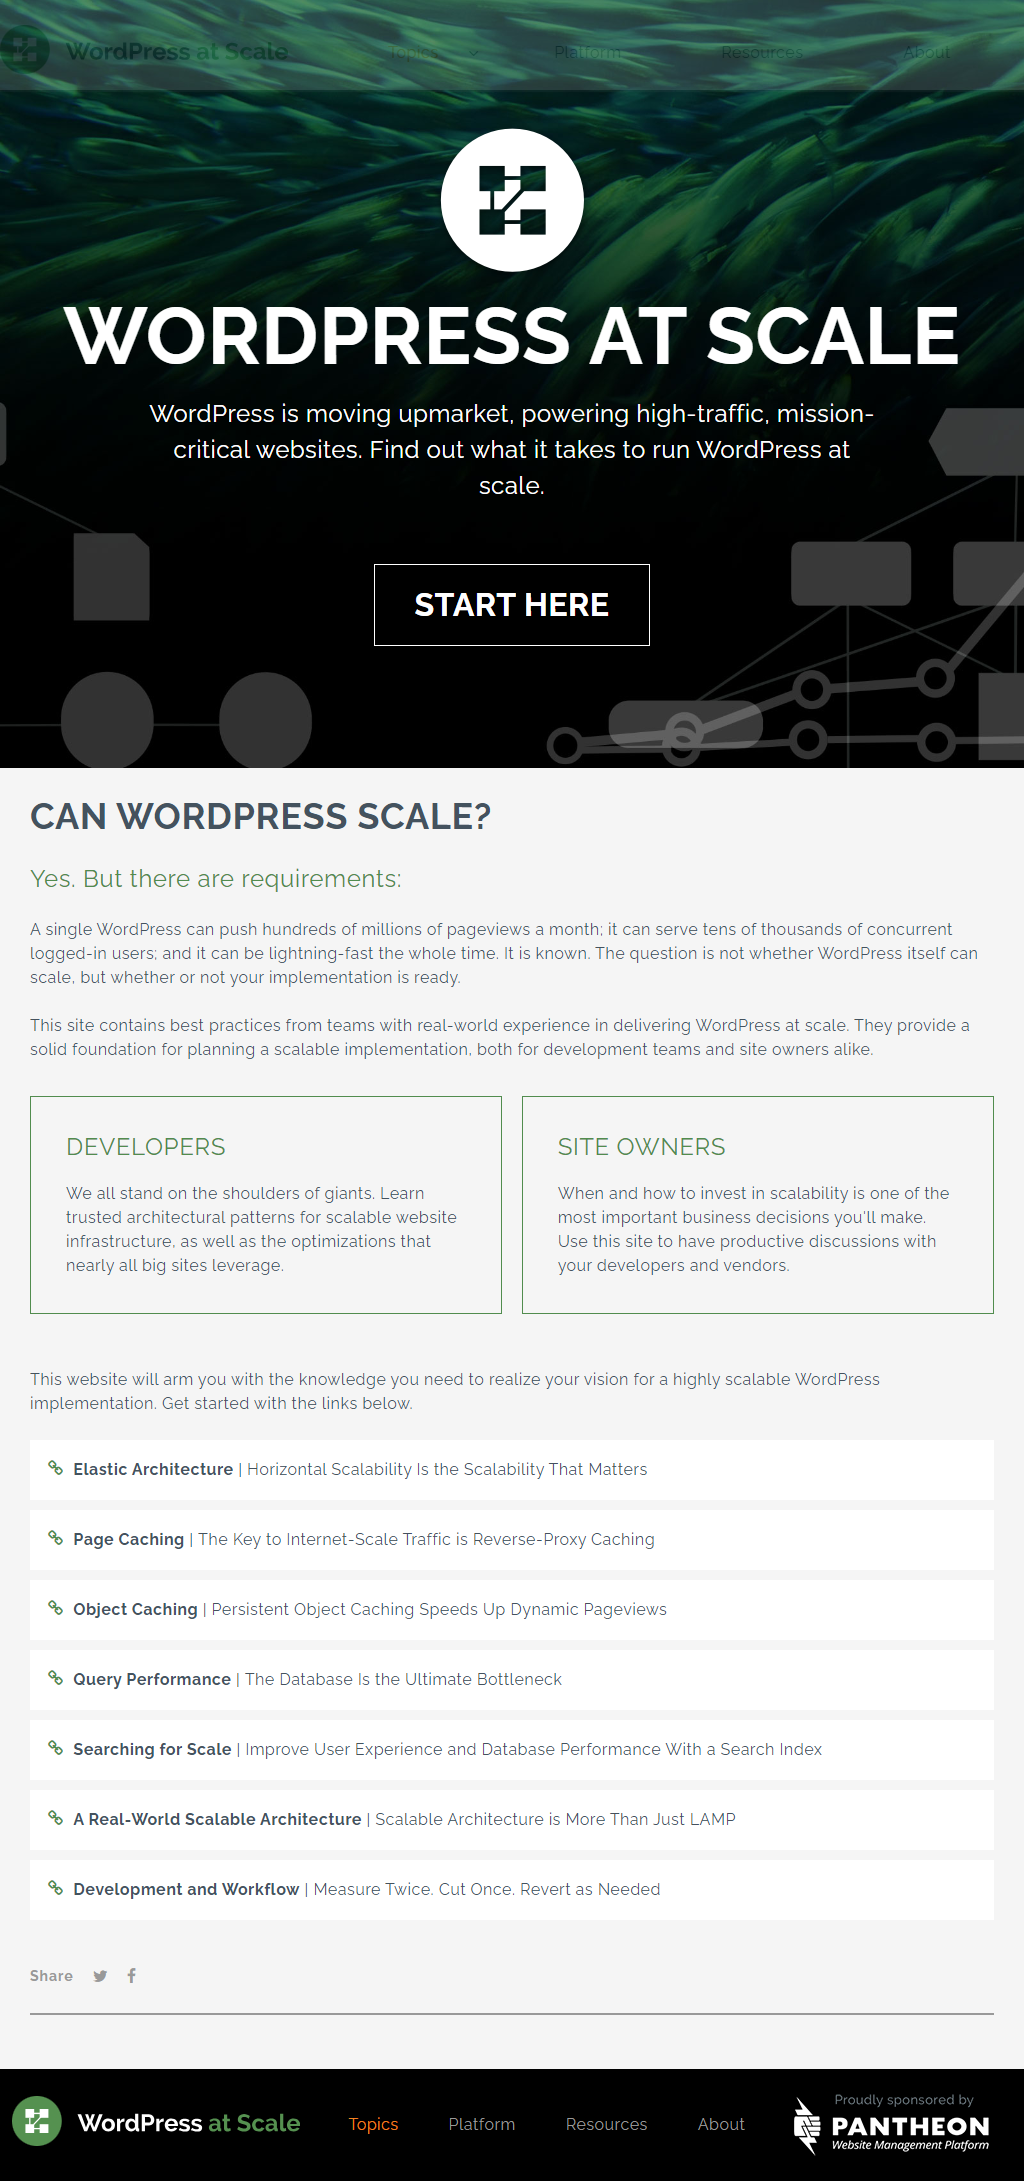 WordPress at Scale
Topics
Platform
Resources
About
WORDPRESS AT SCALE
WordPress is moving upmarket, powering high-traffic, mission-
critical websites. Find out what it takes to run WordPress at
scale.
START HERE
CAN WORDPRESS SCALE?
Yes. But there are requirements:
A single WordPress can push hundreds of millions of pageviews a month; it can serve tens of thousands of concurrent
logged-in users; and it can be lightning-fast the whole time. It is known. The question is not whether WordPress itself can
scale, but whether or not your implementation is ready.
This site contains best practices from teams with real-world experience in delivering WordPress at scale. They provide a
solid foundation for planning a scalable implementation, both for development teams and site owners alike.
DEVELOPERS
We all stand on the shoulders of giants. Learn
trusted architectural patterns for scalable website
infrastructure, as well as the optimizations that
nearly all big sites leverage.
SITE OWNERS
When and how to invest in scalability is one of the
most important business decisions you'll make.
Use this site to have productive discussions with
your developers and vendors.
This website will arm you with the knowledge you need to realize your vision for a highly scalable WordPress
implementation. Get started with the links below.
Elastic Architecture | Horizontal Scalability Is the Scalability That Matters
Page Caching | The Key to Internet-Scale Traffic is Reverse-Proxy Caching
Object Caching | Persistent Object Caching Speeds Up Dynamic Pageviews
Query Performance | The Database Is the Ultimate Bottleneck
Searching for Scale | Improve User Experience and Database Performance With a Search Index
A Real-World Scalable Architecture | Scalable Architecture is More Than Just LAMP
Development and Workflow | Measure Twice. Cut Once. Revert as Needed
Share
WordPress at Scale
Topics
Platform
Resources
About
Proudly sponsored by
PANTHEON
Website Management Platform